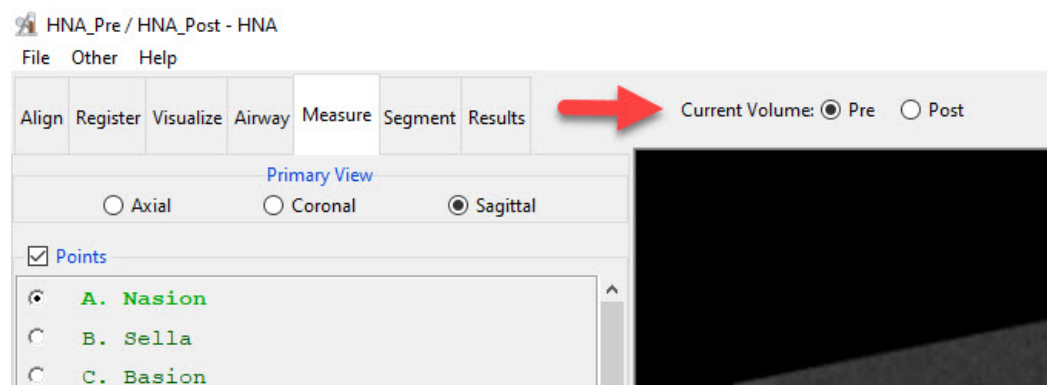 HNA_Pre / HNA_Post - HNA
File Other Help
Align Register Visualize Airway Measure Segment Results
Current Volume: Pre Post
Primary View
Axial Coronal Sagittal
Points
A. Nasion
B. Sella
C. Basion